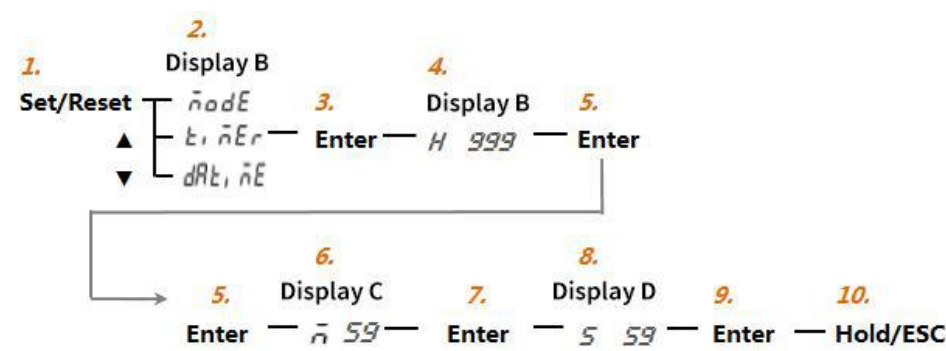 2.
1. Display B 4.
Set/Reset modE 3. Display B 5.
▲ timEr Enter H 999 Enter
▼ dAtimE
6. 8.
5. Display C 7. Display D 9. 10.
Enter m 59 Enter S 59 Enter Hold/ESC